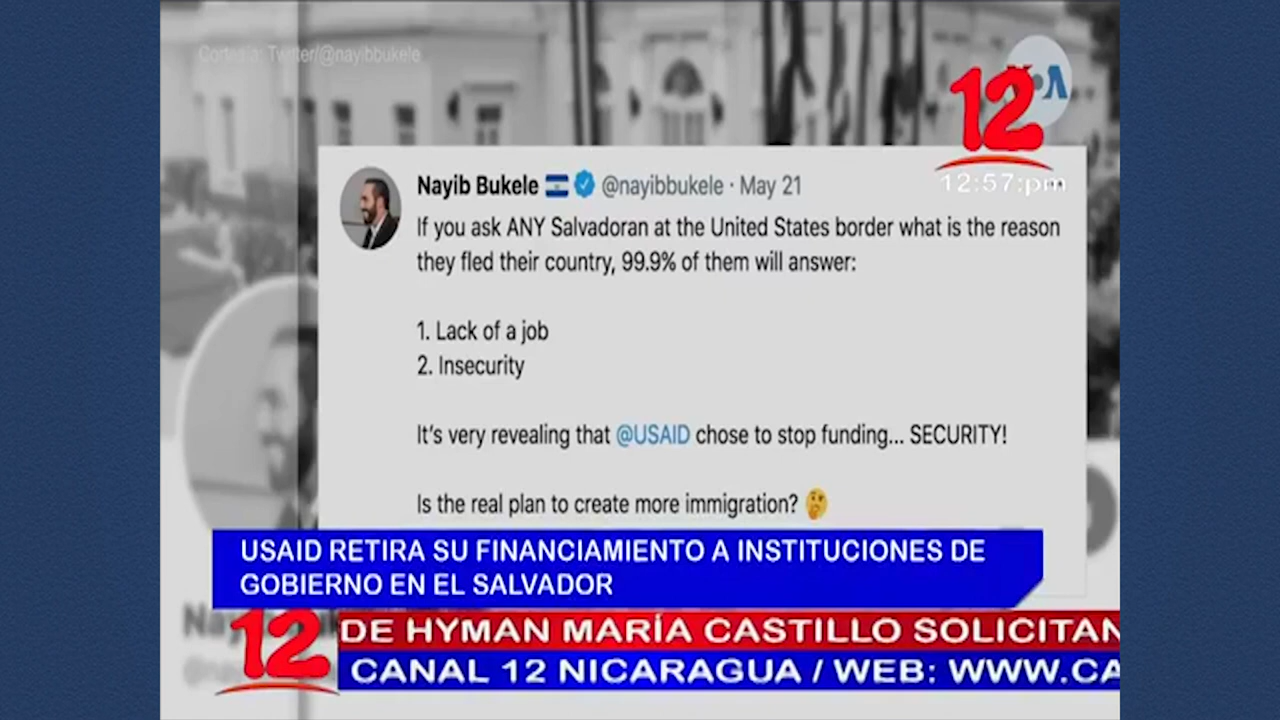 Cortesía: Twitter/@nayibbukele
VOA
12
12:57:pm
Nayib Bukele @nayibbukele · May 21
If you ask ANY Salvadoran at the United States border what is the reason
they fled their country, 99.9% of them will answer:
1. Lack of a job
2. Insecurity
It's very revealing that @USAID chose to stop funding... SECURITY!
Is the real plan to create more immigration? 🤔
USAID RETIRA SU FINANCIAMIENTO A INSTITUCIONES DE
GOBIERNO EN EL SALVADOR
12
DE HYMAN MARÍA CASTILLO SOLICITAN
CANAL 12 NICARAGUA / WEB: WWW.CA